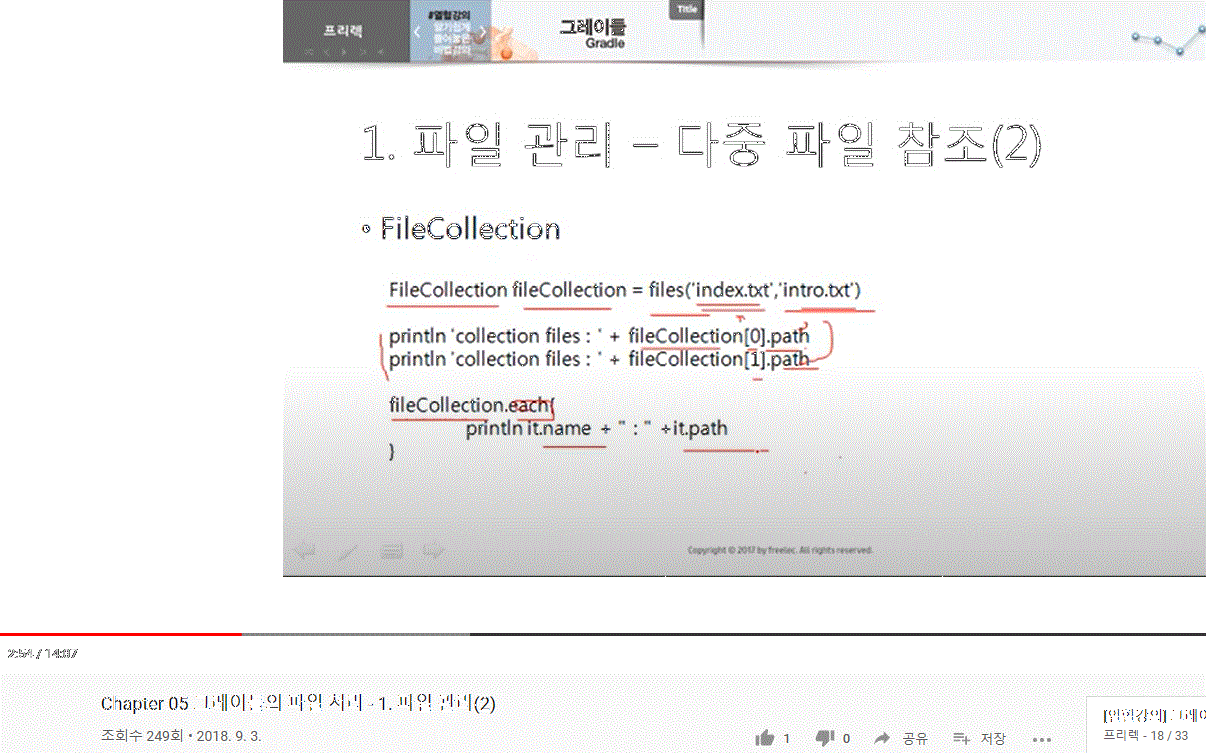 프리렉
#열혈강의
그레이들
Gradle
Title
1. 파일 관리 – 다중 파일 참조(2)
FileCollection
FileCollection fileCollection = files('index.txt','intro.txt')
println 'collection files : ' + fileCollection[0].path
println 'collection files : ' + fileCollection[1].path
fileCollection.each{
println it.name + " : " +it.path
}
Copyright © 2017 by freelec. All rights reserved.
2:54 / 14:07
Chapter 05. 그레이들의 파일 처리 - 1. 파일 관리(2)
조회수 249회 • 2018. 9. 3.
1
0
공유
저장
[열혈강의] 그레이
프리렉 - 18 / 33